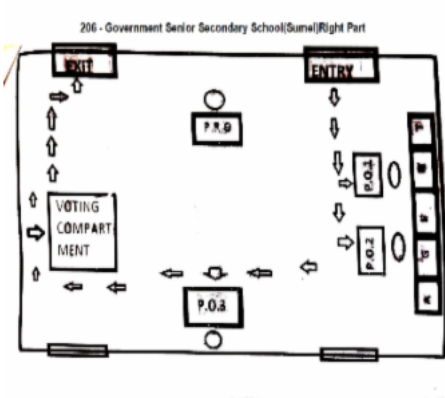 206 - Government Senior Secondary School(Sumel)Right Part
EXIT
ENTRY
P.R.O
P.O.1
VOTING
COMPART
MENT
P.O.2
P.O.3